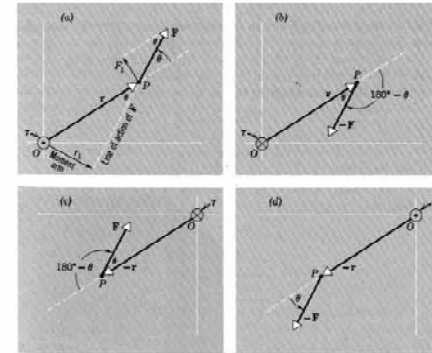 (a)
F
θ
F⊥
θ
r
θ
P
τ
O
r⊥
Moment
arm
Line of action of F
(b)
P
r
θ
180° − θ
−F
τ
O
(c)
τ
F
O
180° − θ
θ
−r
P
(d)
O
P
−r
θ
−F